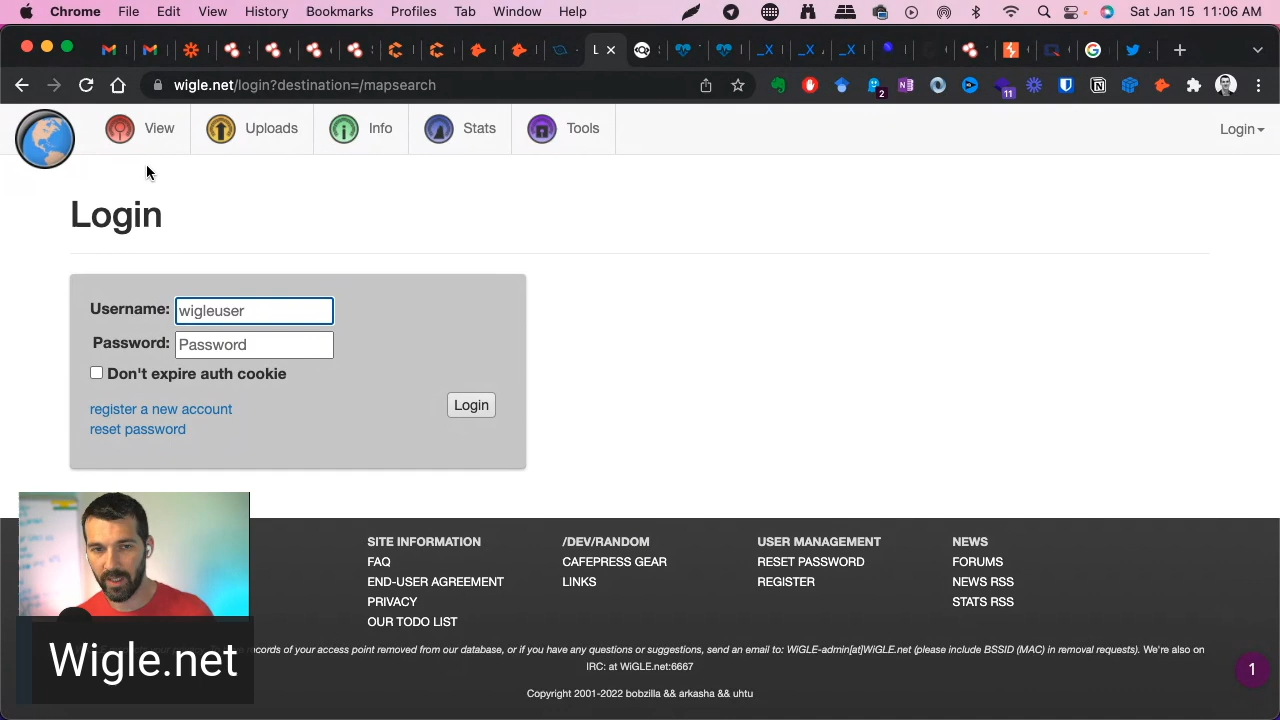 Chrome File Edit View History Bookmarks Profiles Tab Window Help Sat Jan 15 11:06 AM
wigle.net/login?destination=/mapsearch
2
11
View Uploads Info Stats Tools Login
Login
Username: wigleuser
Password: Password
Don't expire auth cookie
register a new account
Login
reset password
SITE INFORMATION
FAQ
END-USER AGREEMENT
PRIVACY
OUR TODO LIST
/DEV/RANDOM
CAFEPRESS GEAR
LINKS
USER MANAGEMENT
RESET PASSWORD
REGISTER
NEWS
FORUMS
NEWS RSS
STATS RSS
records of your access point removed from our database, or if you have any questions or suggestions, send an email to: WiGLE-admin[at]WiGLE.net (please include BSSID (MAC) in removal requests). We're also on
IRC: at WiGLE.net:6667
Copyright 2001-2022 bobzilla && arkasha && uhtu
Wigle.net
1